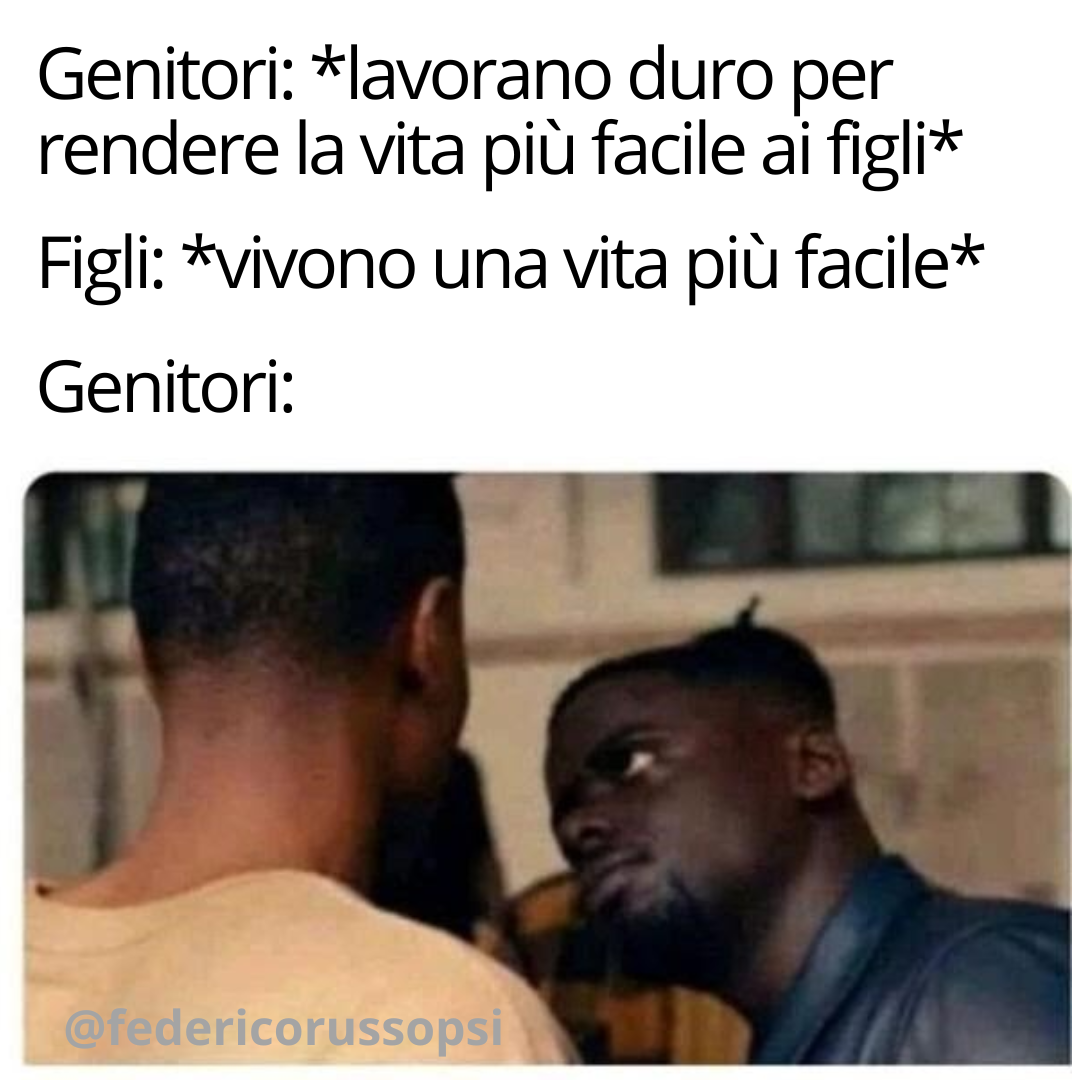 Genitori: *lavorano duro per
rendere la vita più facile ai figli*
Figli: *vivono una vita più facile*
Genitori:
@federicorussopsi